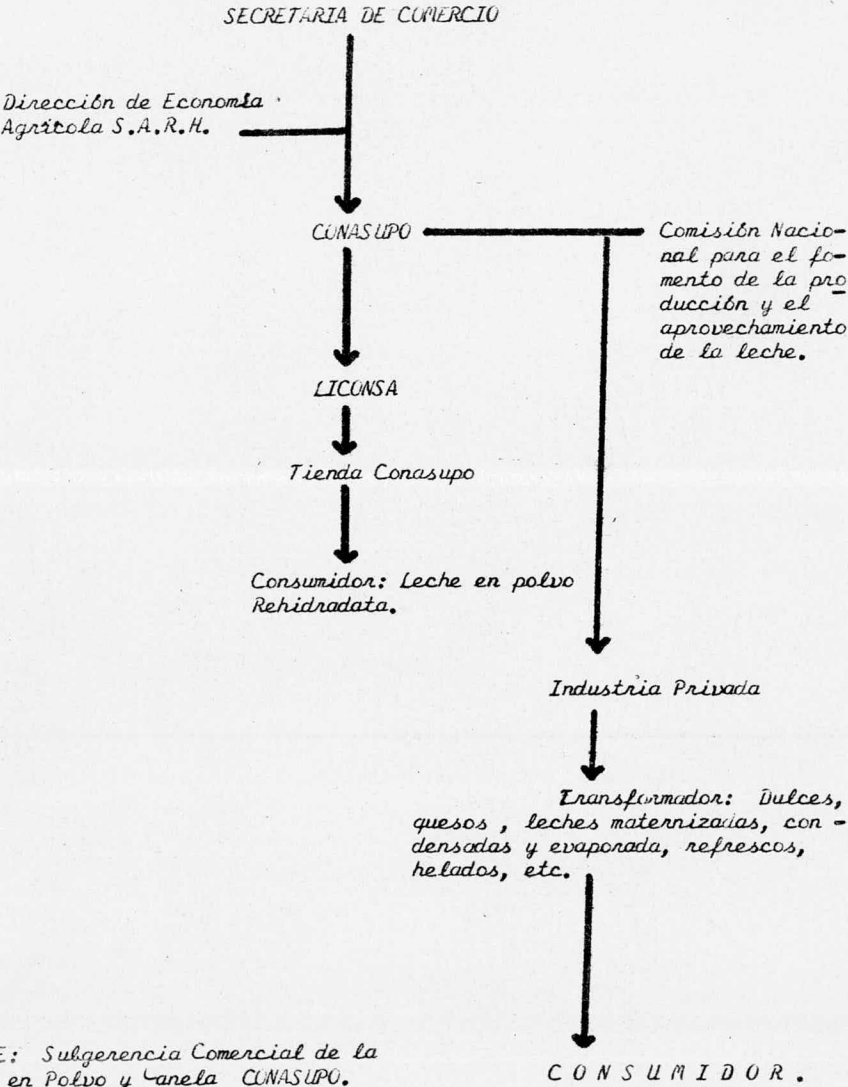 SECRETARIA DE COMERCIO
Dirección de Economía
Agrícola S.A.R.H.
CONASUPO
Comisión Nacio-
nal para el fo-
mento de la pro
ducción y el
aprovechamiento
de la leche.
LICONSA
Tienda Conasupo
Consumidor: Leche en polvo
Rehidradata.
Industria Privada
Transformador: Dulces,
quesos , leches maternizadas, con -
densadas y evaporada, refrescos,
helados, etc.
E: Subgerencia Comercial de la
en Polvo y Canela CONASUPO.
C O N S U M I D O R .